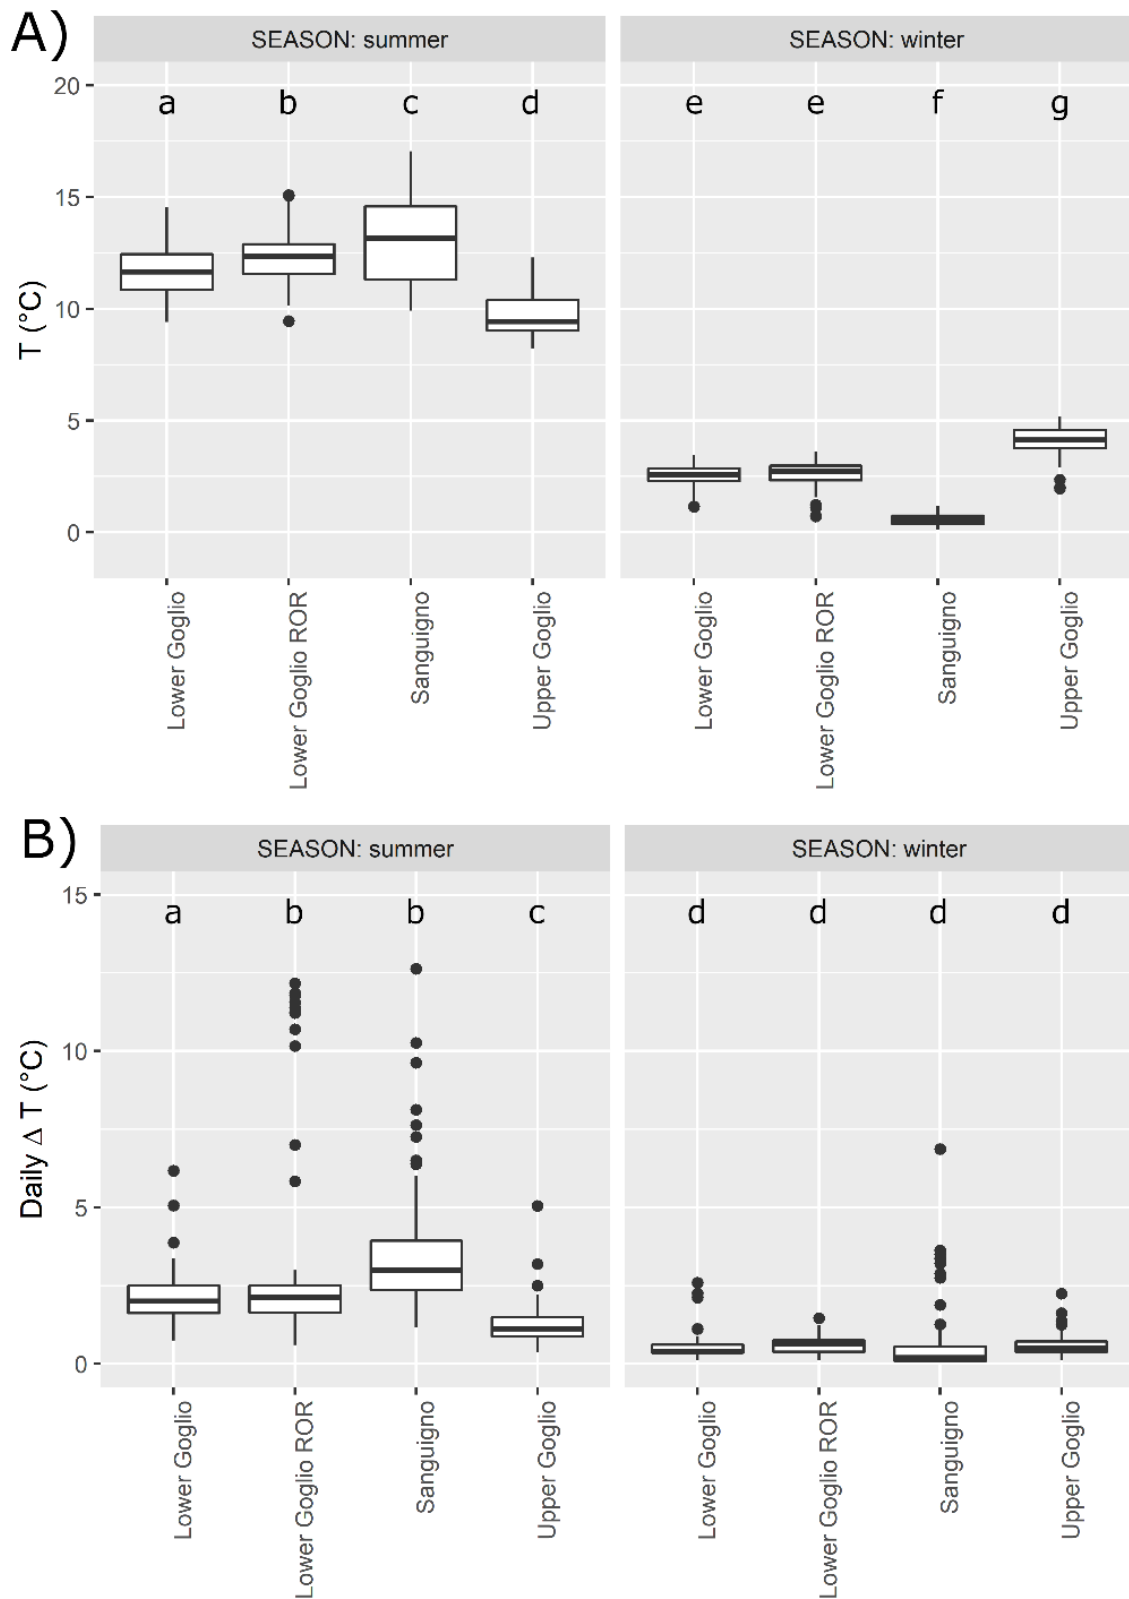 A)
SEASON: summer
SEASON: winter
T (°C)
20
15
10
5
0
a b c d
e e f g
Lower Goglio
Lower Goglio ROR
Sanguigno
Upper Goglio
Lower Goglio
Lower Goglio ROR
Sanguigno
Upper Goglio
B)
SEASON: summer
SEASON: winter
Daily Δ T (°C)
15
10
5
0
a b b c
d d d d
Lower Goglio
Lower Goglio ROR
Sanguigno
Upper Goglio
Lower Goglio
Lower Goglio ROR
Sanguigno
Upper Goglio